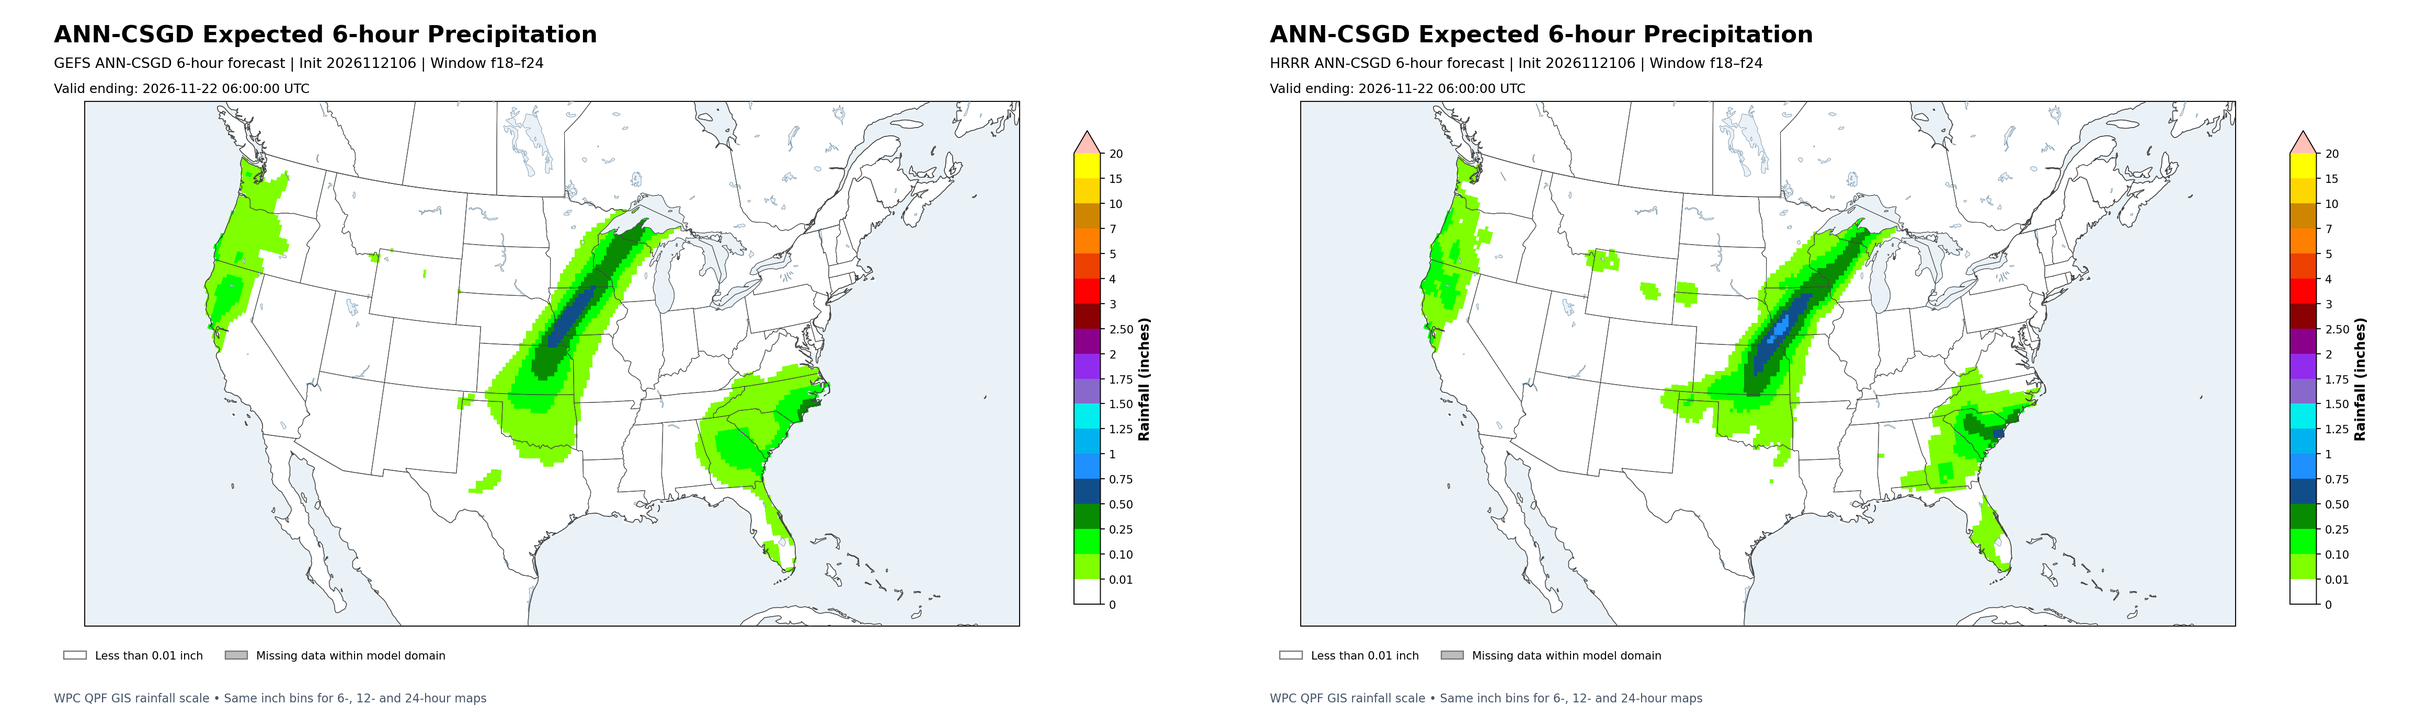 ANN-CSGD Expected 6-hour Precipitation
GEFS ANN-CSGD 6-hour forecast | Init 2026112106 | Window f18–f24
Valid ending: 2026-11-22 06:00:00 UTC
20
15
10
7
5
4
3
2.50
2
1.75
1.50
1.25
1
0.75
0.50
0.25
0.10
0.01
0
Rainfall (inches)
Less than 0.01 inch
Missing data within model domain
WPC QPF GIS rainfall scale • Same inch bins for 6-, 12- and 24-hour maps
ANN-CSGD Expected 6-hour Precipitation
HRRR ANN-CSGD 6-hour forecast | Init 2026112106 | Window f18–f24
Valid ending: 2026-11-22 06:00:00 UTC
20
15
10
7
5
4
3
2.50
2
1.75
1.50
1.25
1
0.75
0.50
0.25
0.10
0.01
0
Rainfall (inches)
Less than 0.01 inch
Missing data within model domain
WPC QPF GIS rainfall scale • Same inch bins for 6-, 12- and 24-hour maps